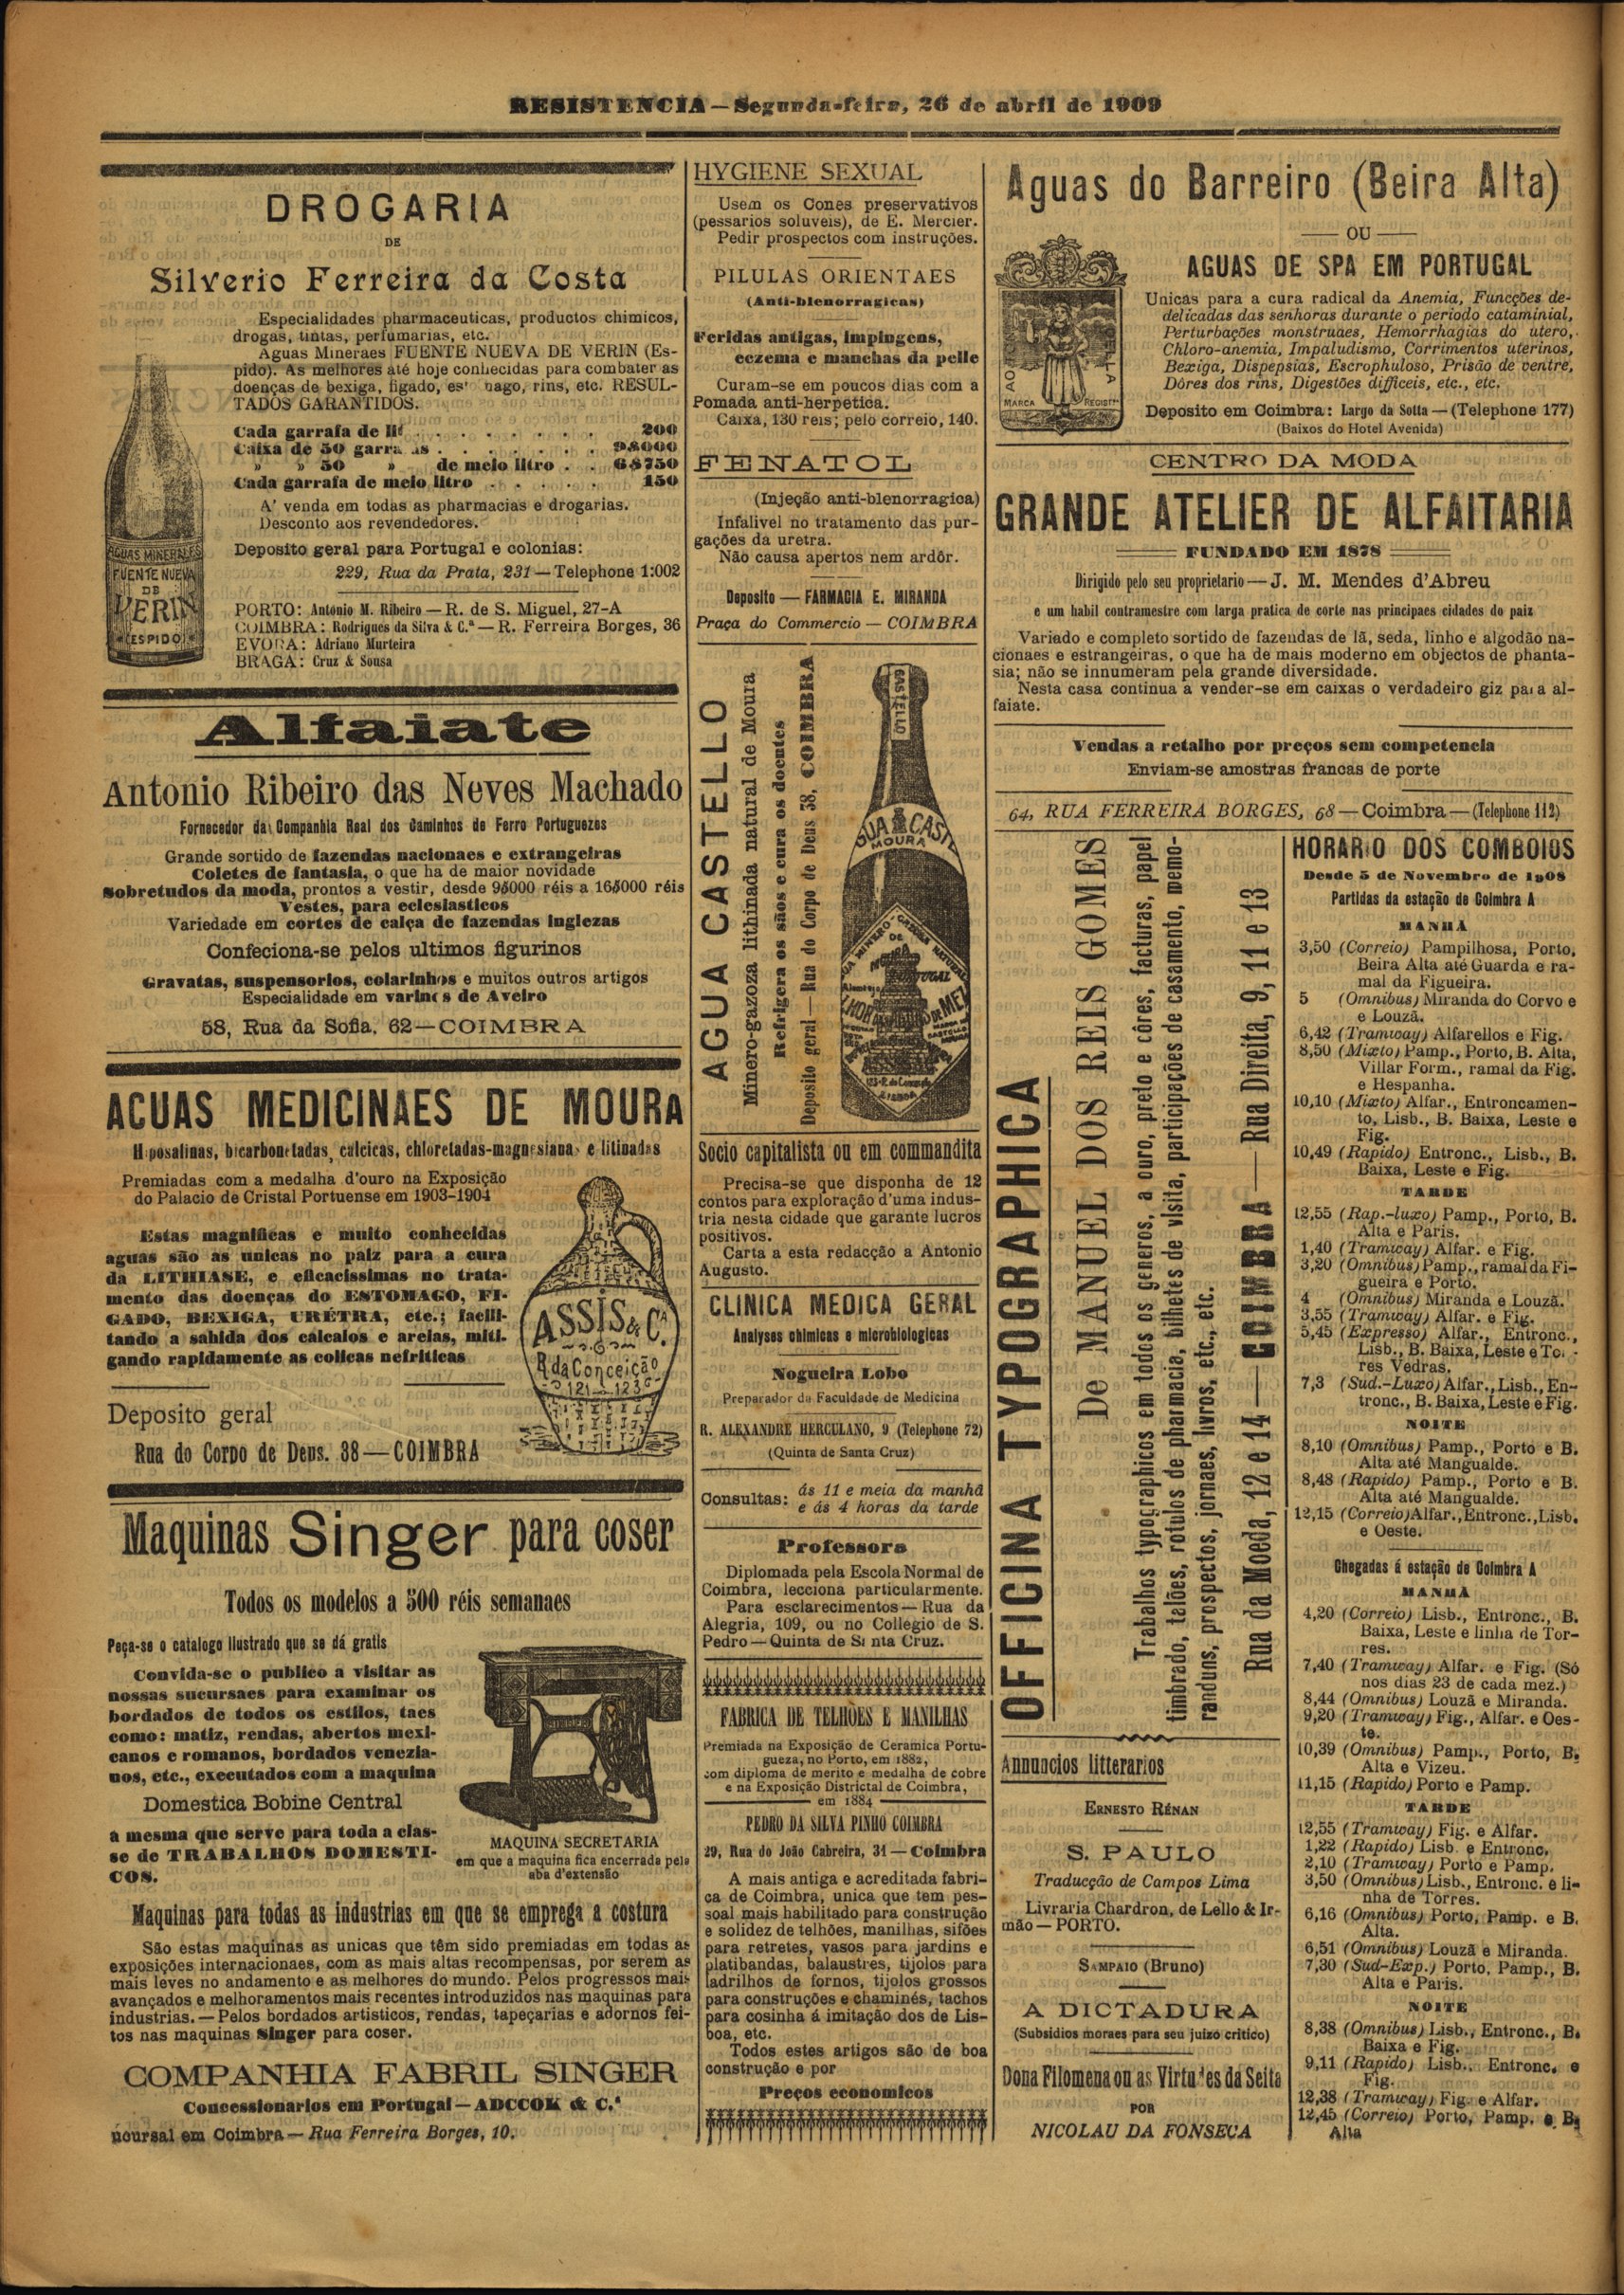 RESISTENCIA — Segunda-feira, 26 de abril de 1909
DROGARIA
DE
Silverio Ferreira da Costa
Especialidades pharmaceuticas, productos chimicos,
drogas, tintas, perfumarias, etc.
Aguas Mineraes FUENTE NUEVA DE VERIN (Es-
pido). As melhores até hoje conhecidas para combater as
doenças de bexiga, figado, es nago, rins, etc. RESUL-
TADOS GARANTIDOS.
Cada garrafa de lit . . . . . . . . 200
Caixa de 50 garra as . . . . . . . 9$000
» » 50 » de meio litro . . 6$750
Cada garrafa de meio litro . . . . . 150
A' venda em todas as pharmacias e drogarias.
Desconto aos revendedores.
Deposito geral para Portugal e colonias:
229, Rua da Prata, 231 — Telephone 1:002
PORTO: Antonio M. Ribeiro — R. de S. Miguel, 27-A
COIMBRA: Rodrigues da Silva & C.ª — R. Ferreira Borges, 36
EVORA: Adriano Murteira
BRAGA: Cruz & Sousa
AGUAS MINERALES
FUENTE NUEVA
DE
VERIN
(ESPIDO)
Alfaiate
Antonio Ribeiro das Neves Machado
Fornecedor da Companhia Real dos Caminhos de Ferro Portuguezes
Grande sortido de fazendas nacionaes e extrangeiras
Coletes de fantasia, o que ha de maior novidade
Sobretudos da moda, prontos a vestir, desde 9$000 réis a 16$000 réis
Vestes, para eclesiasticos
Variedade em cortes de calça de fazendas inglezas
Confeciona-se pelos ultimos figurinos
Gravatas, suspensorios, colarinhos e muitos outros artigos
Especialidade em varinos de Aveiro
58, Rua da Sofia, 62 — COIMBRA
AGUAS MEDICINAES DE MOURA
Hiposalinas, bicarbonetadas, calcicas, chloretadas-magnesianas e litinadas
Premiadas com a medalha d'ouro na Exposição
do Palacio de Cristal Portuense em 1903-1904
Estas magnificas e muito conhecidas
aguas são as unicas no paiz para a cura
da LITHIASE, e eficacissimas no trata-
mento das doenças do ESTOMAGO, FI-
GADO, BEXIGA, URÉTRA, etc.; facili-
tando a sahida dos calculos e areias, miti-
gando rapidamente as colicas nefriticas
Deposito geral
Rua do Corpo de Deus, 38 — COIMBRA
ASSIS & C.ª
R. da Conceição
121 123
Maquinas Singer para coser
Todos os modelos a 500 réis semanaes
Peça-se o catalogo ilustrado que se dá gratis
Convida-se o publico a visitar as
nossas sucursaes para examinar os
bordados de todos os estilos, taes
como: matiz, rendas, abertos mexi-
canos e romanos, bordados venezia-
nos, etc., executados com a maquina
Domestica Bobine Central
a mesma que serve para toda a clas-
se de TRABALHOS DOMESTI-
COS.
MAQUINA SECRETARIA
em que a maquina fica encerrada pela
aba d'extensão
Maquinas para todas as industrias em que se emprega a costura
São estas maquinas as unicas que têm sido premiadas em todas as
exposições internacionaes, com as mais altas recompensas, por serem as
mais leves no andamento e as melhores do mundo. Pelos progressos mais
avançados e melhoramentos mais recentes introduzidos nas maquinas para
industrias. — Pelos bordados artisticos, rendas, tapeçarias e adornos fei-
tos nas maquinas Singer para coser.
COMPANHIA FABRIL SINGER
Concessionarios em Portugal — ADCCOK & C.ª
Sucursal em Coimbra — Rua Ferreira Borges, 10.
HYGIENE SEXUAL
Usem os Cones preservativos
(pessarios soluveis), de E. Mercier.
Pedir prospectos com instruções.
PILULAS ORIENTAES
(Anti-blenorragicas)
Feridas antigas, impingens,
eczema e manchas da pelle
Curam-se em poucos dias com a
Pomada anti-herpetica.
Caixa, 130 reis; pelo correio, 140.
FENATOL
(Injeção anti-blenorragica)
Infalivel no tratamento das pur-
gações da uretra.
Não causa apertos nem ardôr.
Deposito — FARMACIA E. MIRANDA
Praça do Commercio — COIMBRA
AGUA CASTELLO
Minero-gazoza lithinada natural de Moura
Refrigera os sãos e cura os doentes
Deposito geral — Rua do Corpo de Deus 38, COIMBRA
CASTELLO
MOURA
Socio capitalista ou em commandita
Precisa-se que disponha de 12
contos para exploração d'uma indus-
tria nesta cidade que garante lucros
positivos.
Carta a esta redacção a Antonio
Augusto.
CLINICA MEDICA GERAL
Analyses chimicas e microbiologicas
Nogueira Lobo
Preparador da Faculdade de Medicina
R. ALEXANDRE HERCULANO, 9 (Telephone 72)
(Quinta de Santa Cruz)
Consultas: ás 11 e meia da manhã
e ás 4 horas da tarde
Professora
Diplomada pela Escola Normal de
Coimbra, lecciona particularmente.
Para esclarecimentos — Rua da
Alegria, 109, ou no Collegio de S.
Pedro — Quinta de Santa Cruz.
FABRICA DE TELHÕES E MANILHAS
Premiada na Exposição de Ceramica Portu-
gueza, no Porto, em 1882,
com diploma de merito e medalha de cobre
e na Exposição Districtal de Coimbra,
em 1884
PEDRO DA SILVA PINHO COIMBRA
29, Rua do João Cabreira, 31 — Coimbra
A mais antiga e acreditada fabri-
ca de Coimbra, unica que tem pes-
soal mais habilitado para construção
e solidez de telhões, manilhas, sifões
para retretes, vasos para jardins e
platibandas, balaustres, tijolos para
ladrilhos de fornos, tijolos grossos
para construções e chaminés, tachos
para cosinha á imitação dos de Lis-
boa, etc.
Todos estes artigos são de boa
construção e por
Preços economicos
Aguas do Barreiro (Beira Alta)
OU
AGUAS DE SPA EM PORTUGAL
Unicas para a cura radical da Anemia, Funcções de-
delicadas das senhoras durante o periodo cataminial,
Perturbações monstruaes, Hemorrhagias do utero,
Chloro-anemia, Impaludismo, Corrimentos uterinos,
Bexiga, Dispepsias, Escrophuloso, Prisão de ventre,
Dôres dos rins, Digestões difficeis, etc., etc.
Deposito em Coimbra: Largo da Sotta — (Telephone 177)
(Baixos do Hotel Avenida)
MARCA
CENTRO DA MODA
GRANDE ATELIER DE ALFAITARIA
FUNDADO EM 1878
Dirigido pelo seu proprietario — J. M. Mendes d'Abreu
e um habil contramestre com larga pratica de corte nas principaes cidades do paiz
Variado e completo sortido de fazendas de lã, seda, linho e algodão na-
cionaes e estrangeiras, o que ha de mais moderno em objectos de phanta-
sia; não se innumeram pela grande diversidade.
Nesta casa continua a vender-se em caixas o verdadeiro giz para al-
faiate.
Vendas a retalho por preços sem competencia
Enviam-se amostras francas de porte
64, RUA FERREIRA BORGES, 68 — Coimbra — (Telephone 112)
OFFICINA TYPOGRAPHICA
De MANUEL DOS REIS GOMES
Trabalhos typographicos em todos os generos, a ouro, preto e côres, facturas, papel
timbrado, talões, rotulos de pharmacia, bilhetes de visita, participações de casamento, memo-
randuns, prospectos, jornaes, livros, etc., etc.
Rua da Moeda, 12 e 14 — COIMBRA — Rua Direita, 9, 11 e 13
Annuncios litterarios
ERNESTO RÉNAN
S. PAULO
Traducção de Campos Lima
Livraria Chardron, de Lello & Ir-
mão — PORTO.
SAMPAIO (Bruno)
A DICTADURA
(Subsidios moraes para seu juizo critico)
Dona Filomena ou as Virtudes da Seita
POR
NICOLAU DA FONSECA
HORARIO DOS COMBOIOS
Desde 5 de Novembro de 1908
Partidas da estação de Coimbra A
MANHÃ
3,50 (Correio) Pampilhosa, Porto,
Beira Alta até Guarda e ra-
mal da Figueira.
5 (Omnibus) Miranda do Corvo e
e Louzã.
6,42 (Tramway) Alfarellos e Fig.
8,50 (Mixto) Pamp., Porto, B. Alta,
Villar Form., ramal da Fig.
e Hespanha.
10,10 (Mixto) Alfar., Entroncamen-
to, Lisb., B. Baixa, Leste e
Fig.
10,49 (Rapido) Entronc., Lisb., B.
Baixa, Leste e Fig.
TARDE
12,55 (Rap.-luxo) Pamp., Porto, B.
Alta e Paris.
1,40 (Tramway) Alfar. e Fig.
3,20 (Omnibus) Pamp., ramal da Fi-
gueira e Porto.
4 (Omnibus) Miranda e Louzã.
3,55 (Tramway) Alfar. e Fig.
5,45 (Expresso) Alfar., Entronc.,
Lisb., B. Baixa, Leste e Tor-
res Vedras.
7,3 (Sud.-Luxo) Alfar., Lisb., En-
tronc., B. Baixa, Leste e Fig.
NOITE
8,10 (Omnibus) Pamp., Porto e B.
Alta até Mangualde.
8,48 (Rapido) Pamp., Porto e B.
Alta até Mangualde.
12,15 (Correio) Alfar., Entronc., Lisb.
e Oeste.
Chegadas á estação de Coimbra A
MANHÃ
4,20 (Correio) Lisb., Entronc., B.
Baixa, Leste e linha de Tor-
res.
7,40 (Tramway) Alfar. e Fig. (Só
nos dias 23 de cada mez.)
8,44 (Omnibus) Louzã e Miranda.
9,20 (Tramway) Fig., Alfar. e Oes-
te.
10,39 (Omnibus) Pamp., Porto, B.
Alta e Vizeu.
11,15 (Rapido) Porto e Pamp.
TARDE
12,55 (Tramway) Fig. e Alfar.
1,22 (Rapido) Lisb. e Entronc.
2,10 (Tramway) Porto e Pamp.
3,50 (Omnibus) Lisb., Entronc. e li-
nha de Torres.
6,16 (Omnibus) Porto, Pamp. e B.
Alta.
6,51 (Omnibus) Louzã e Miranda.
7,30 (Sud-Exp.) Porto, Pamp., B.
Alta e Paris.
NOITE
8,38 (Omnibus) Lisb., Entronc., B.
Baixa e Fig.
9,11 (Rapido) Lisb., Entronc. e
Fig.
12,38 (Tramway) Fig. e Alfar.
12,45 (Correio) Porto, Pamp. e B.
Alta